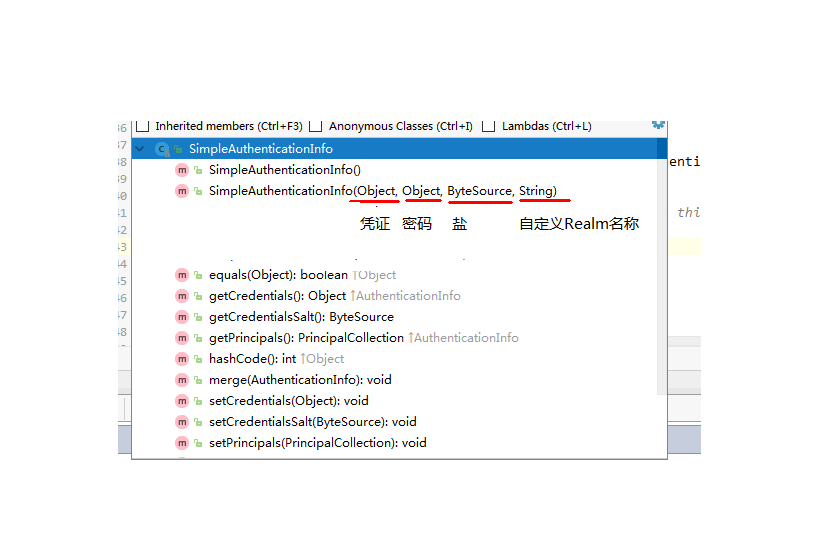 Inherited members (Ctrl+F3) Anonymous Classes (Ctrl+I) Lambdas (Ctrl+L)
SimpleAuthenticationInfo
SimpleAuthenticationInfo()
SimpleAuthenticationInfo(Object, Object, ByteSource, String)
凭证 密码 盐 自定义Realm名称
equals(Object): boolean ↑Object
getCredentials(): Object ↑AuthenticationInfo
getCredentialsSalt(): ByteSource
getPrincipals(): PrincipalCollection ↑AuthenticationInfo
hashCode(): int ↑Object
merge(AuthenticationInfo): void
setCredentials(Object): void
setCredentialsSalt(ByteSource): void
setPrincipals(PrincipalCollection): void
36
37
38
39
40
41
42
43
44
45
46
47
48
enti
thi